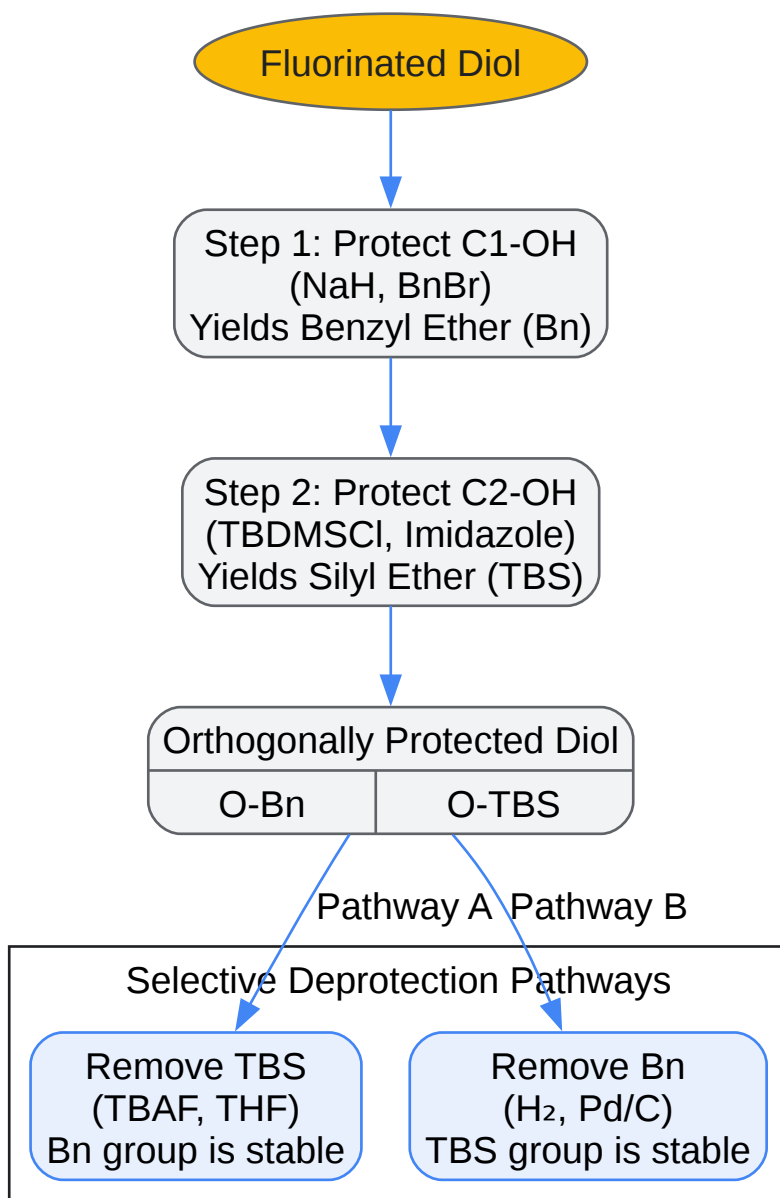 Fluorinated Diol
Step 1: Protect C1-OH
(NaH, BnBr)
Yields Benzyl Ether (Bn)
Step 2: Protect C2-OH
(TBDMSCl, Imidazole)
Yields Silyl Ether (TBS)
Orthogonally Protected Diol
O-Bn
O-TBS
Pathway A
Pathway B
Selective Deprotection Pathways
Remove TBS
(TBAF, THF)
Bn group is stable
Remove Bn
(H₂, Pd/C)
TBS group is stable